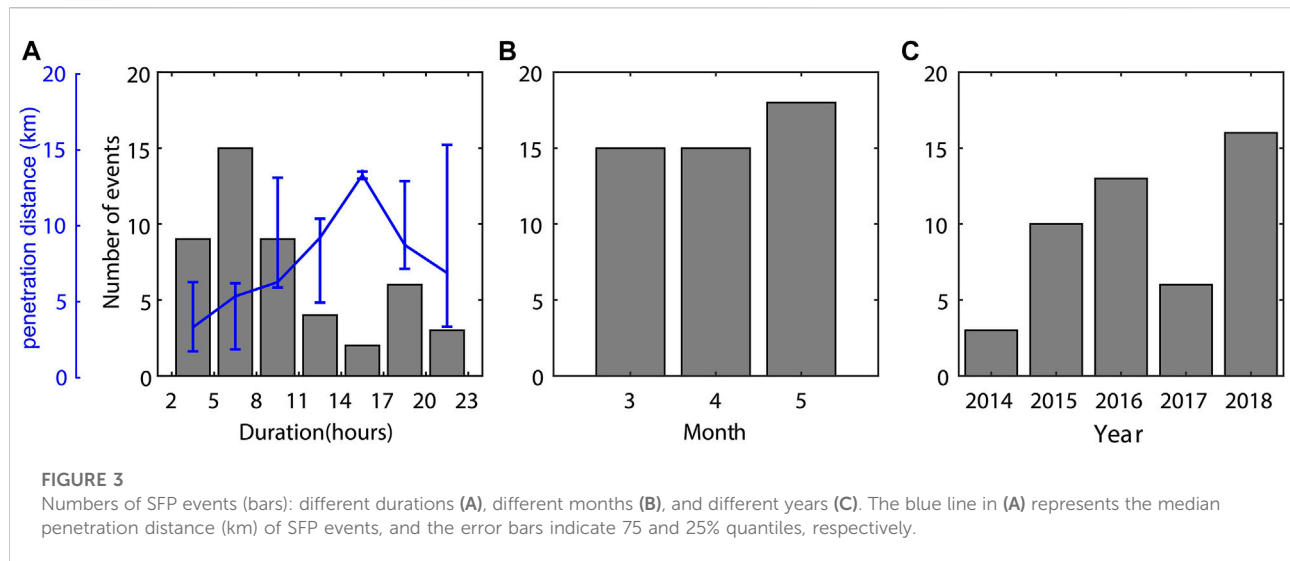 A
B
C
20
15
10
5
0
penetration distance (km)
20
15
10
5
0
Number of events
2 5 8 11 14 17 20 23
Duration(hours)
20
15
10
5
0
3 4 5
Month
20
15
10
5
0
2014 2015 2016 2017 2018
Year
FIGURE 3
Numbers of SFP events (bars): different durations (A), different months (B), and different years (C). The blue line in (A) represents the median
penetration distance (km) of SFP events, and the error bars indicate 75 and 25% quantiles, respectively.